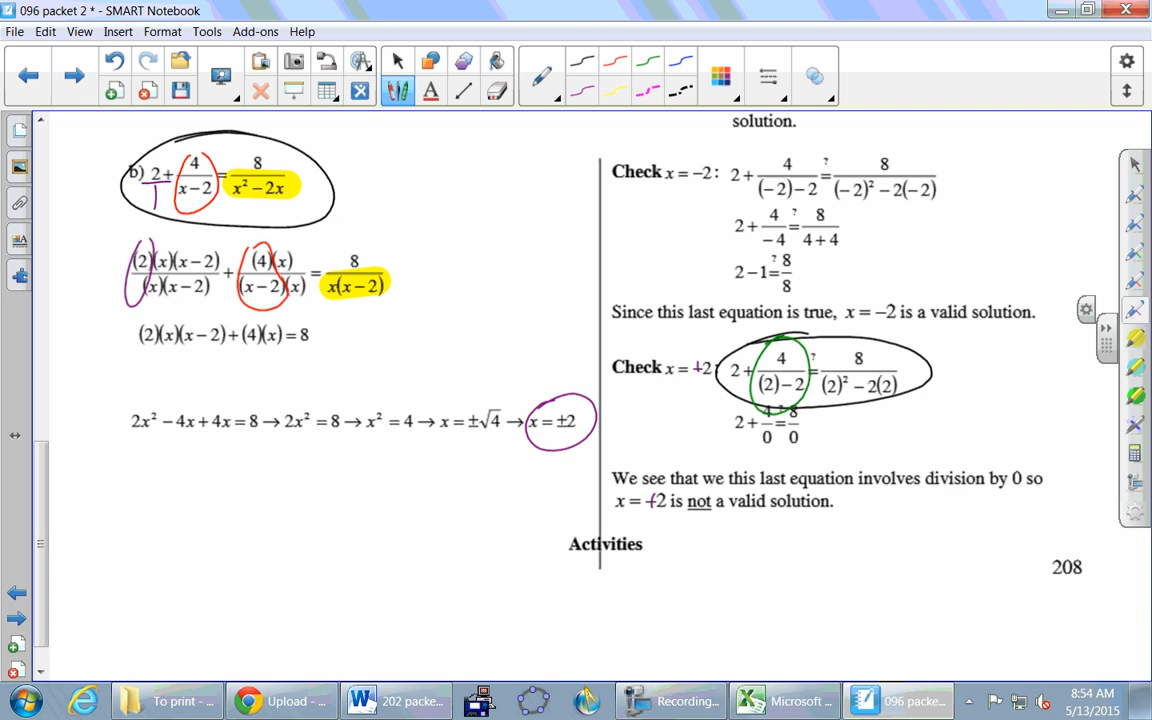 096 packet 2 * - SMART Notebook
File Edit View Insert Format Tools Add-ons Help
b) 2/1 + 4/(x-2) = 8/(x² - 2x)
(2)(x)(x-2)/(x)(x-2) + (4)(x)/(x-2)(x) = 8/x(x-2)
(2)(x)(x-2)+(4)(x)=8
2x² - 4x + 4x = 8 → 2x² = 8 → x² = 4 → x = ±√4 → x = ±2
solution.
Check x = -2: 2 + 4/((-2)-2) ?= 8/((-2)² - 2(-2))
2 + 4/-4 ?= 8/(4+4)
2-1 ?= 8/8
Since this last equation is true, x = -2 is a valid solution.
Check x = +2: 2 + 4/((2)-2) ?= 8/((2)² - 2(2))
2 + 4/0 = 8/0
We see that we this last equation involves division by 0 so
x = +2 is not a valid solution.
Activities
208
To print - ...
Upload - ...
202 packe...
Recording...
Microsoft ...
096 packe...
8:54 AM
5/13/2015